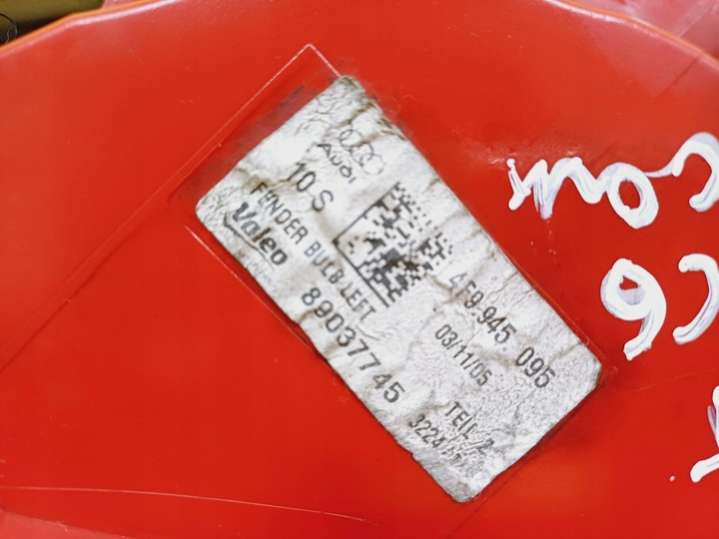 Audi
10 S
4F9.945 095
FENDER BULB LEFT
03/11/05
Valeo
89037745
TEIL/2